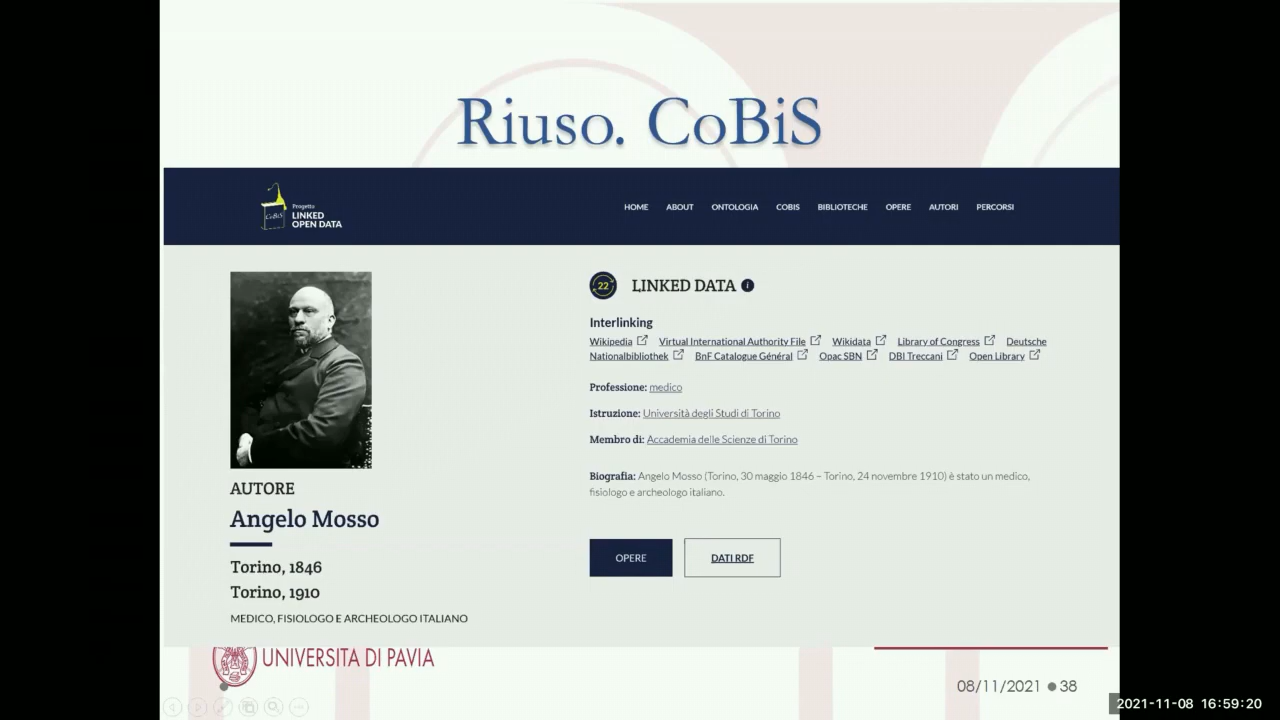 Riuso. CoBiS
CoBiS
Progetto
LINKED
OPEN DATA
HOME ABOUT ONTOLOGIA COBIS BIBLIOTECHE OPERE AUTORI PERCORSI
AUTORE
Angelo Mosso
Torino, 1846
Torino, 1910
MEDICO, FISIOLOGO E ARCHEOLOGO ITALIANO
22 LINKED DATA i
Interlinking
Wikipedia Virtual International Authority File Wikidata Library of Congress Deutsche
Nationalbibliothek BnF Catalogue Général Opac SBN DBI Treccani Open Library
Professione: medico
Istruzione: Università degli Studi di Torino
Membro di: Accademia delle Scienze di Torino
Biografia: Angelo Mosso (Torino, 30 maggio 1846 – Torino, 24 novembre 1910) è stato un medico,
fisiologo e archeologo italiano.
OPERE DATI RDF
UNIVERSITA DI PAVIA
08/11/2021 ●38
2021-11-08 16:59:20